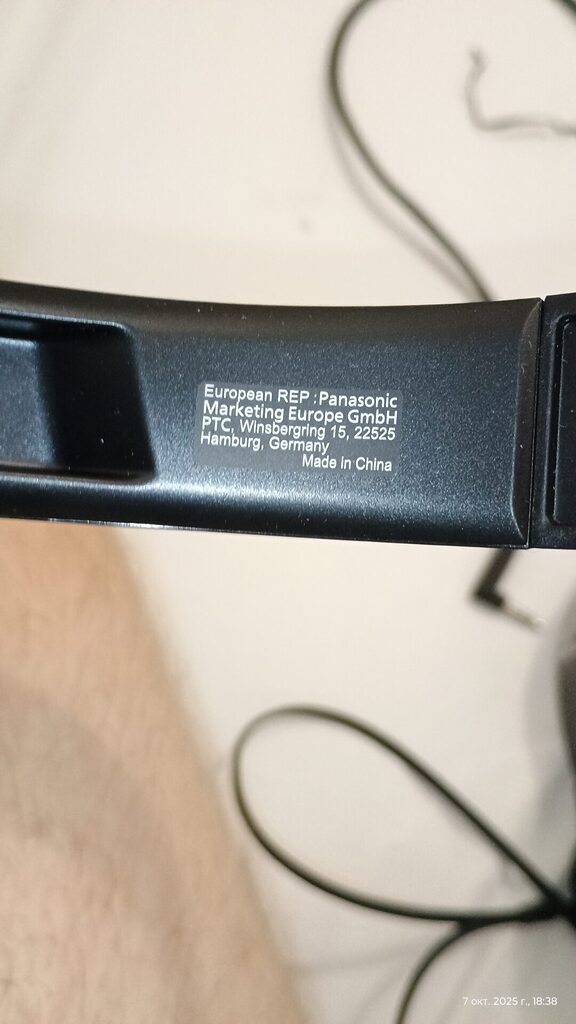 European REP :Panasonic
Marketing Europe GmbH
PTC, Winsbergring 15, 22525
Hamburg, Germany
Made in China
7 окт. 2025 г., 18:38